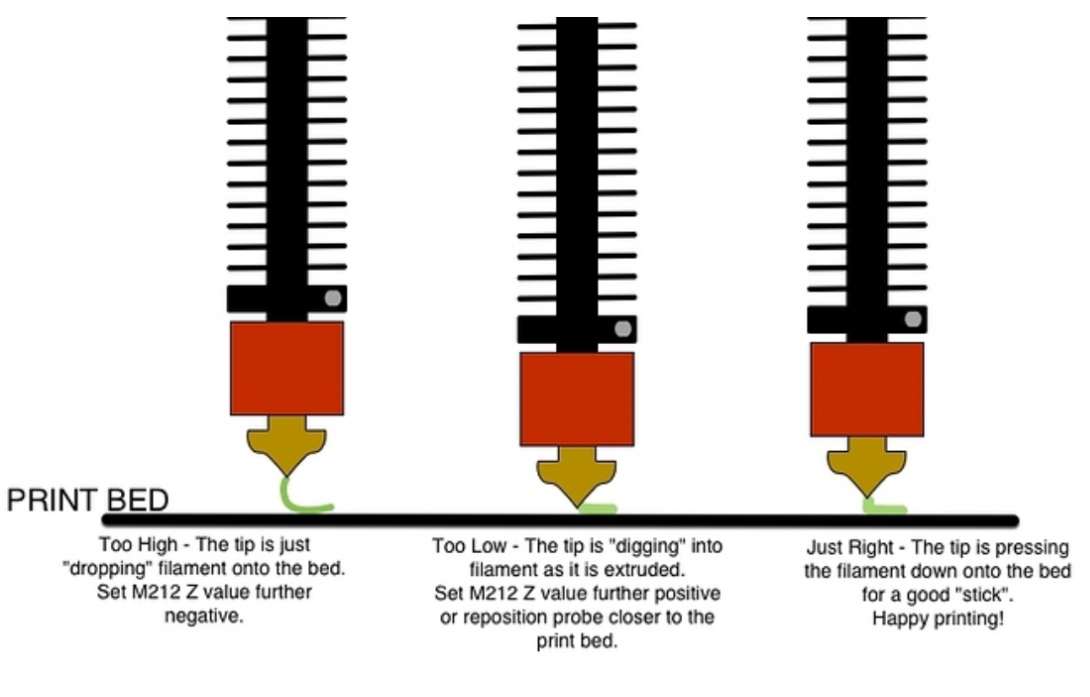 PRINT BED
Too High - The tip is just
"dropping" filament onto the bed.
Set M212 Z value further
negative.
Too Low - The tip is "digging" into
filament as it is extruded.
Set M212 Z value further positive
or reposition probe closer to the
print bed.
Just Right - The tip is pressing
the filament down onto the bed
for a good "stick".
Happy printing!